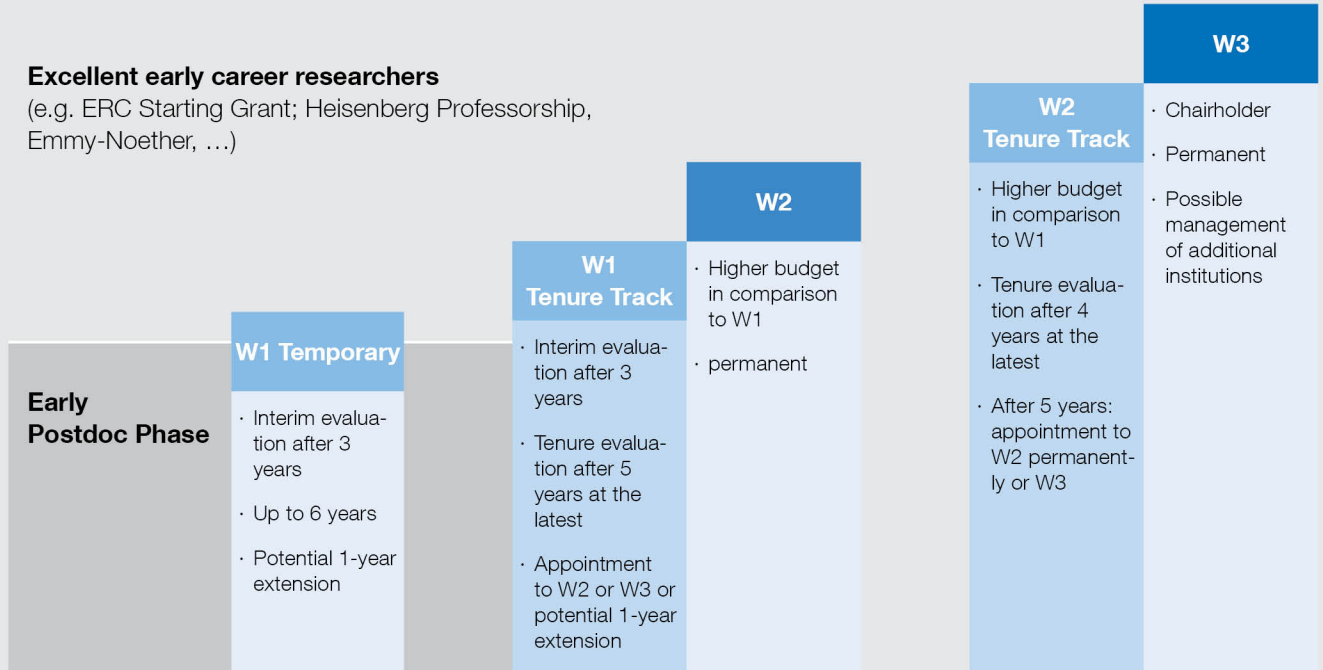 Excellent early career researchers
(e.g. ERC Starting Grant; Heisenberg Professorship,
Emmy-Noether, …)
Early
Postdoc Phase
W1 Temporary
· Interim evalua-
tion after 3
years
· Up to 6 years
· Potential 1-year
extension
W1
Tenure Track
· Interim evalua-
tion after 3
years
· Tenure evalua-
tion after 5
years at the
latest
· Appointment
to W2 or W3 or
potential 1-year
extension
W2
· Higher budget
in comparison
to W1
· permanent
W2
Tenure Track
· Higher budget
in comparison
to W1
· Tenure evalua-
tion after 4
years at the
latest
· After 5 years:
appointment to
W2 permanent-
ly or W3
W3
· Chairholder
· Permanent
· Possible
management
of additional
institutions